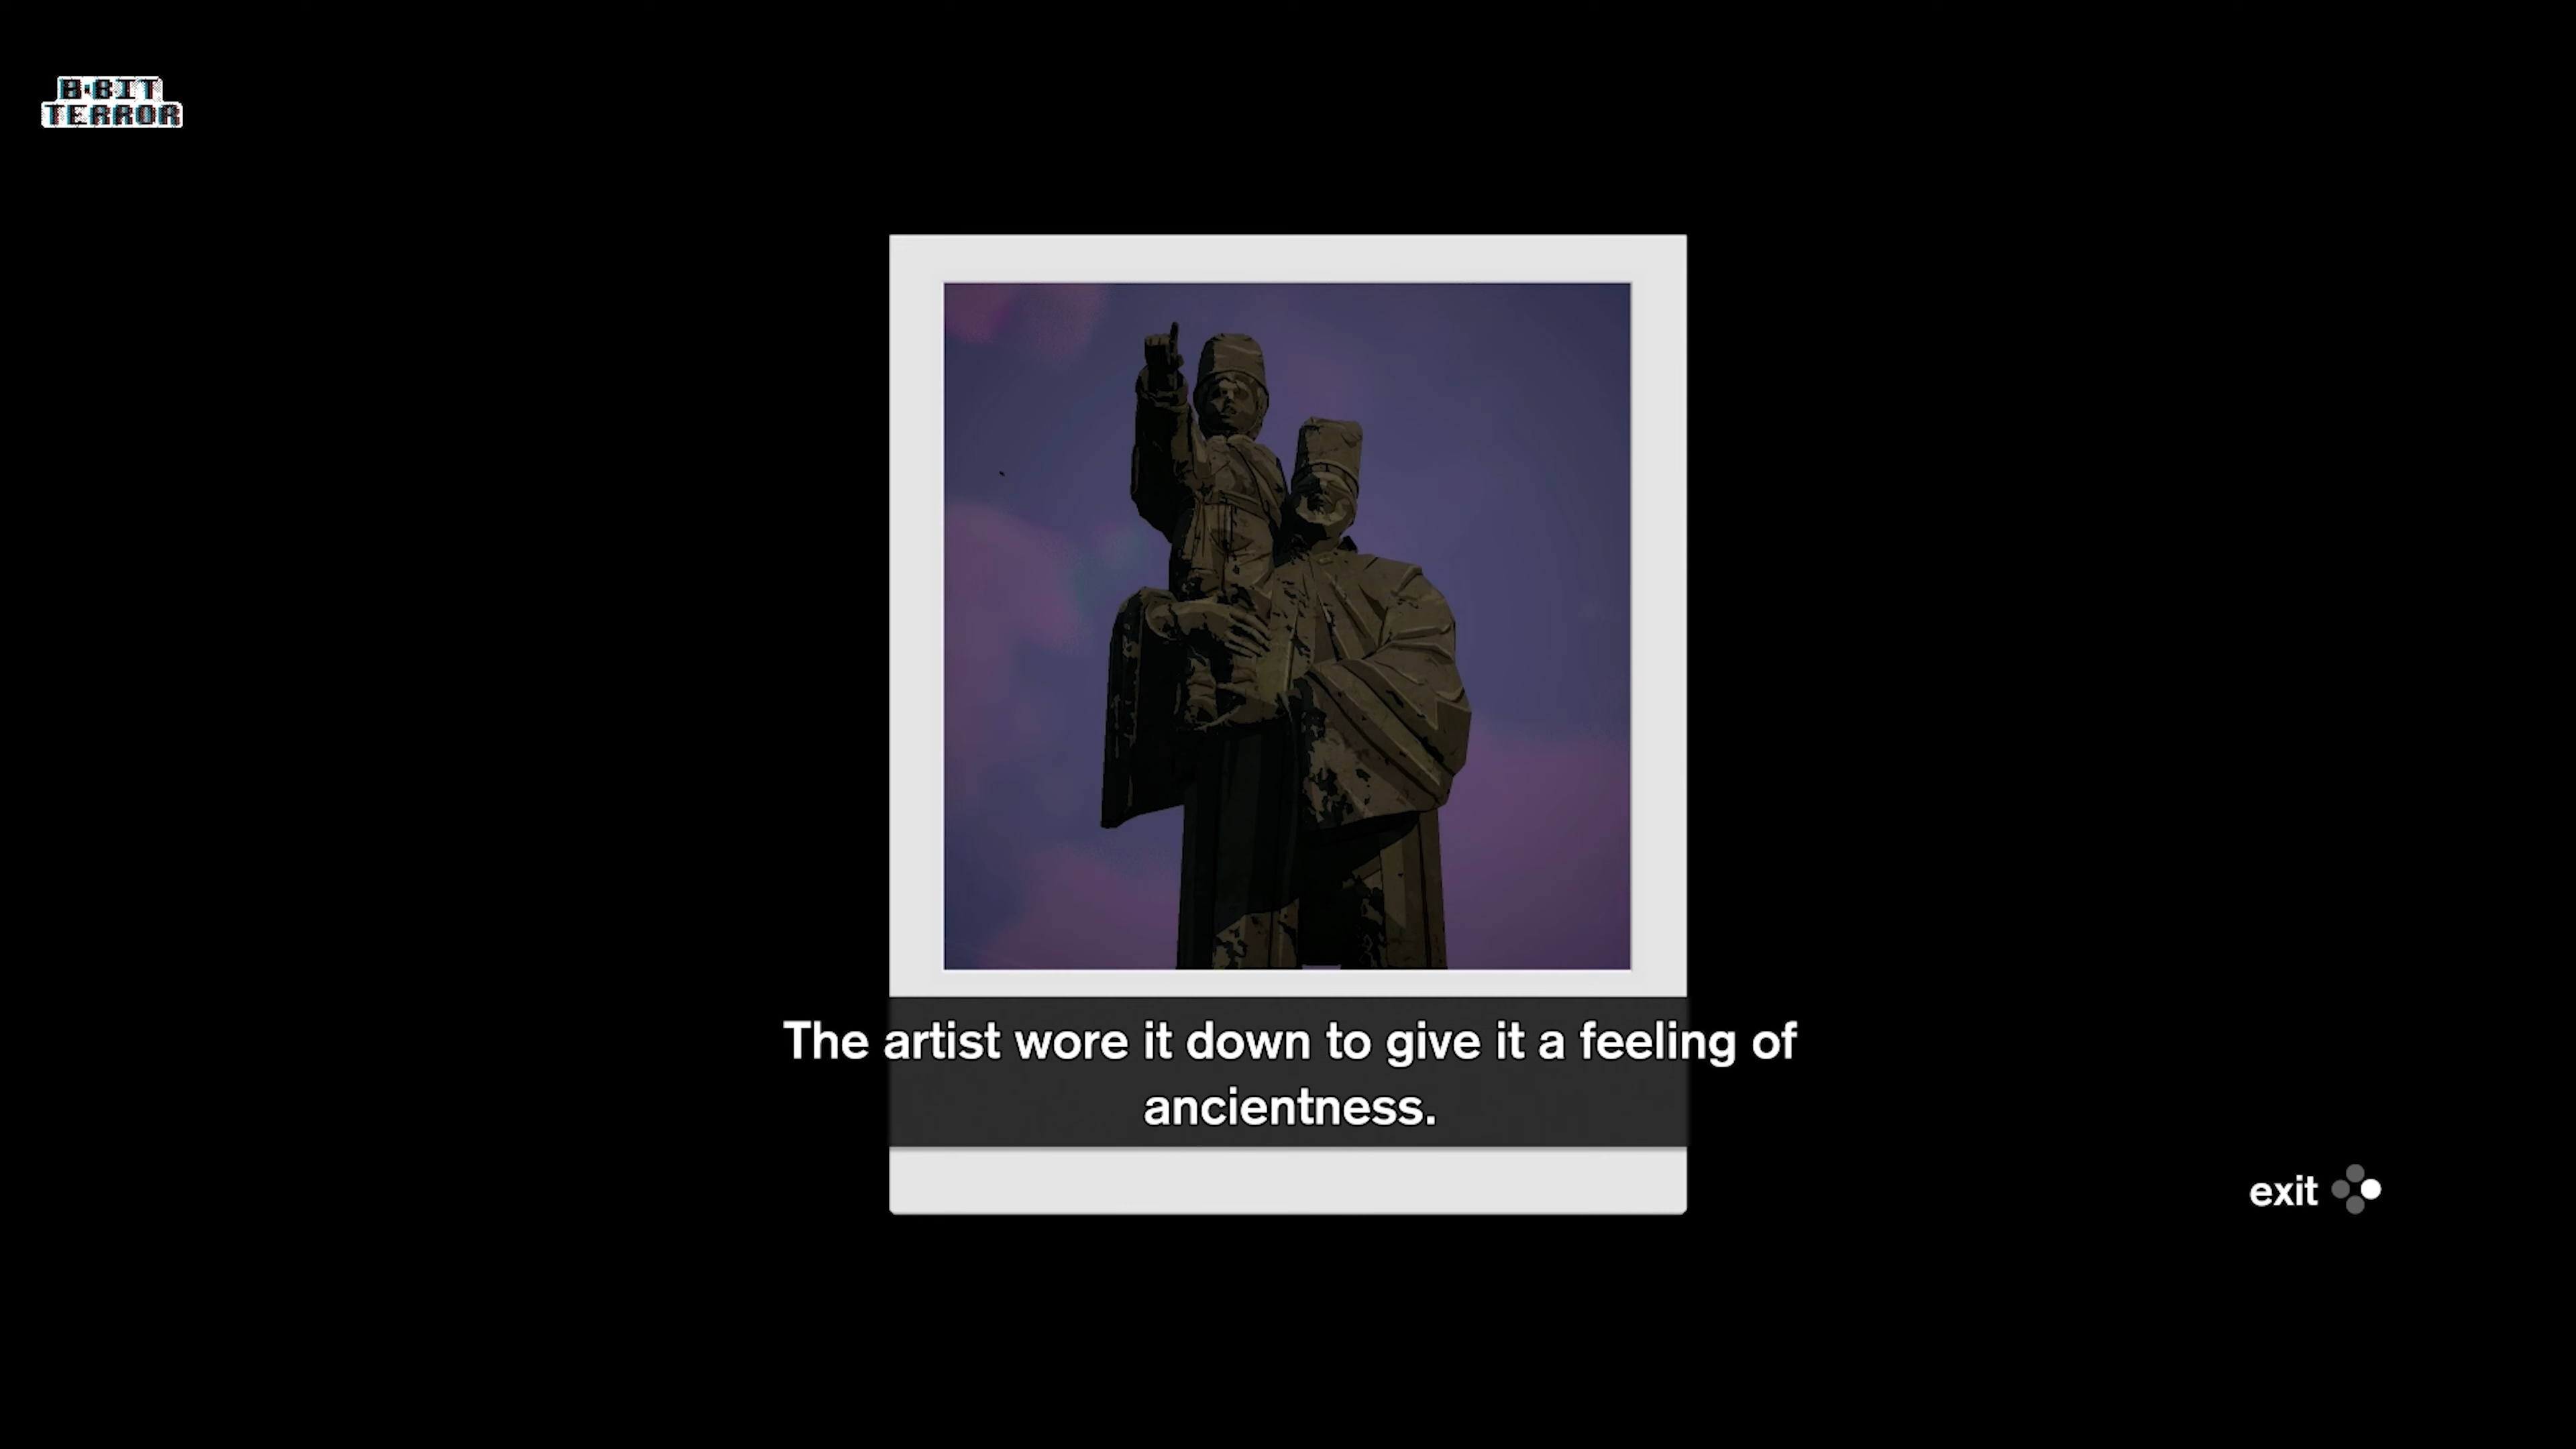 8·BIT
TERROR
The artist wore it down to give it a feeling of
ancientness.
exit